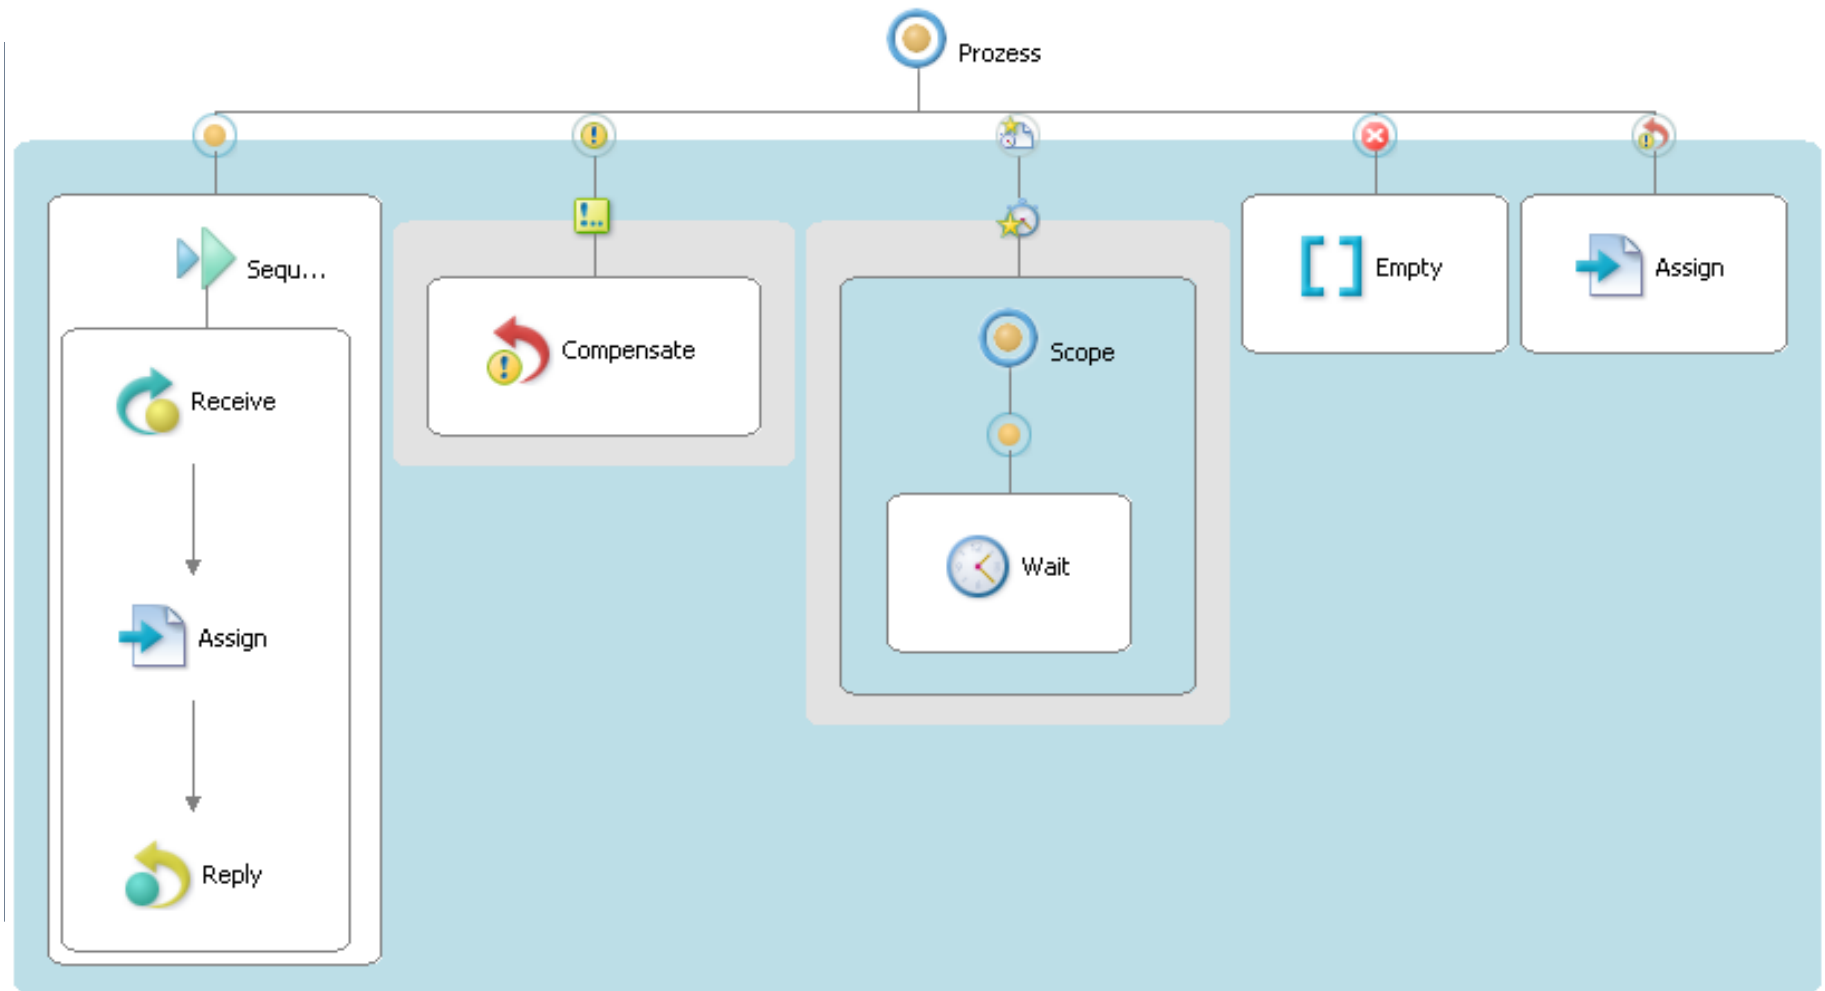 Prozess
Sequ...
Receive
Assign
Reply
Compensate
Scope
Wait
Empty
Assign